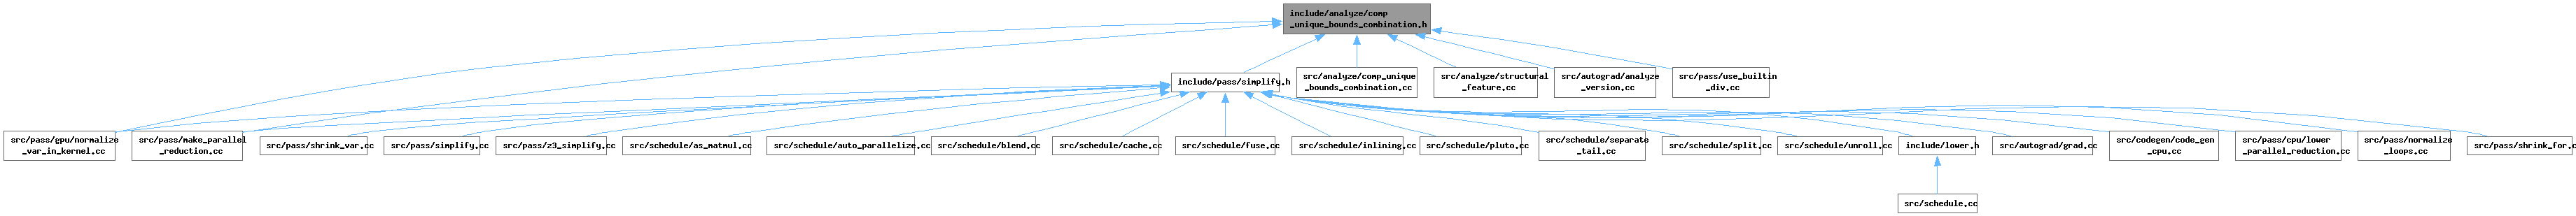 include/analyze/comp
_unique_bounds_combination.h
include/pass/simplify.h
src/analyze/comp_unique
_bounds_combination.cc
src/analyze/structural
_feature.cc
src/autograd/analyze
_version.cc
src/pass/use_builtin
_div.cc
src/pass/gpu/normalize
_var_in_kernel.cc
src/pass/make_parallel
_reduction.cc
src/pass/shrink_var.cc
src/pass/simplify.cc
src/pass/z3_simplify.cc
src/schedule/as_matmul.cc
src/schedule/auto_parallelize.cc
src/schedule/blend.cc
src/schedule/cache.cc
src/schedule/fuse.cc
src/schedule/inlining.cc
src/schedule/pluto.cc
src/schedule/separate
_tail.cc
src/schedule/split.cc
src/schedule/unroll.cc
include/lower.h
src/autograd/grad.cc
src/codegen/code_gen
_cpu.cc
src/pass/cpu/lower
_parallel_reduction.cc
src/pass/normalize
_loops.cc
src/pass/shrink_for.c
src/schedule.cc